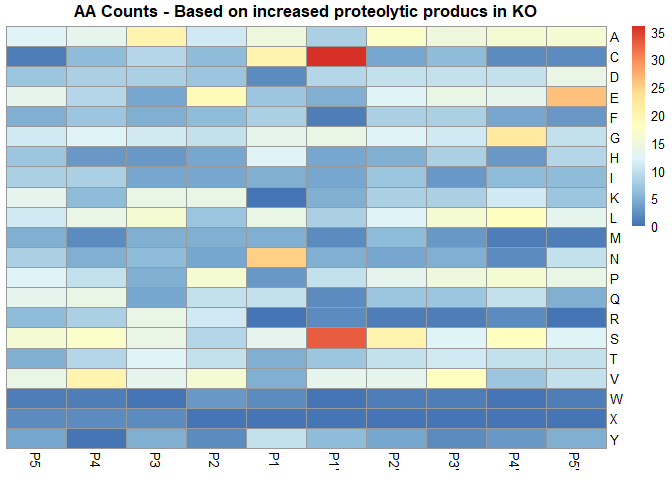 AA Counts - Based on increased proteolytic producs in KO
A
C
D
E
F
G
H
I
K
L
M
N
P
Q
R
S
T
V
W
X
Y
35
30
25
20
15
10
5
0
P5
P4
P3
P2
P1
P1'
P2'
P3'
P4'
P5'